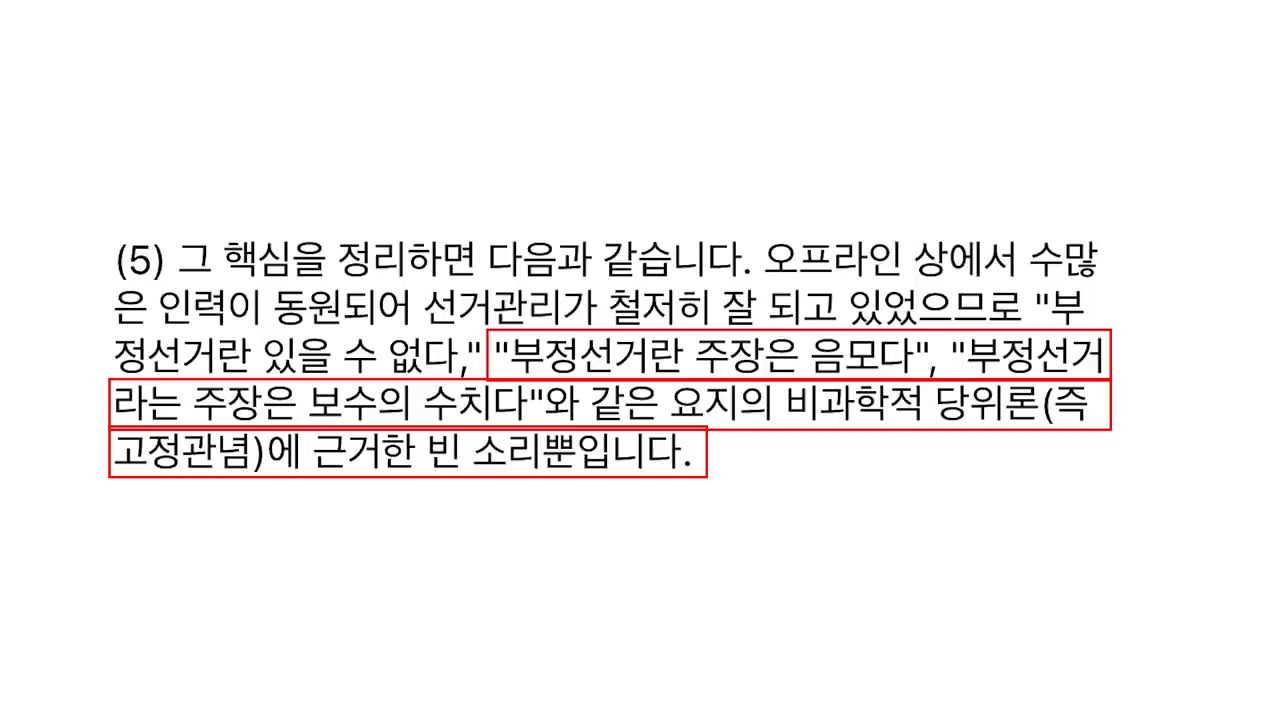 (5) 그 핵심을 정리하면 다음과 같습니다. 오프라인 상에서 수많
은 인력이 동원되어 선거관리가 철저히 잘 되고 있었으므로 "부
정선거란 있을 수 없다," "부정선거란 주장은 음모다", "부정선거
라는 주장은 보수의 수치다"와 같은 요지의 비과학적 당위론(즉
고정관념)에 근거한 빈 소리뿐입니다.